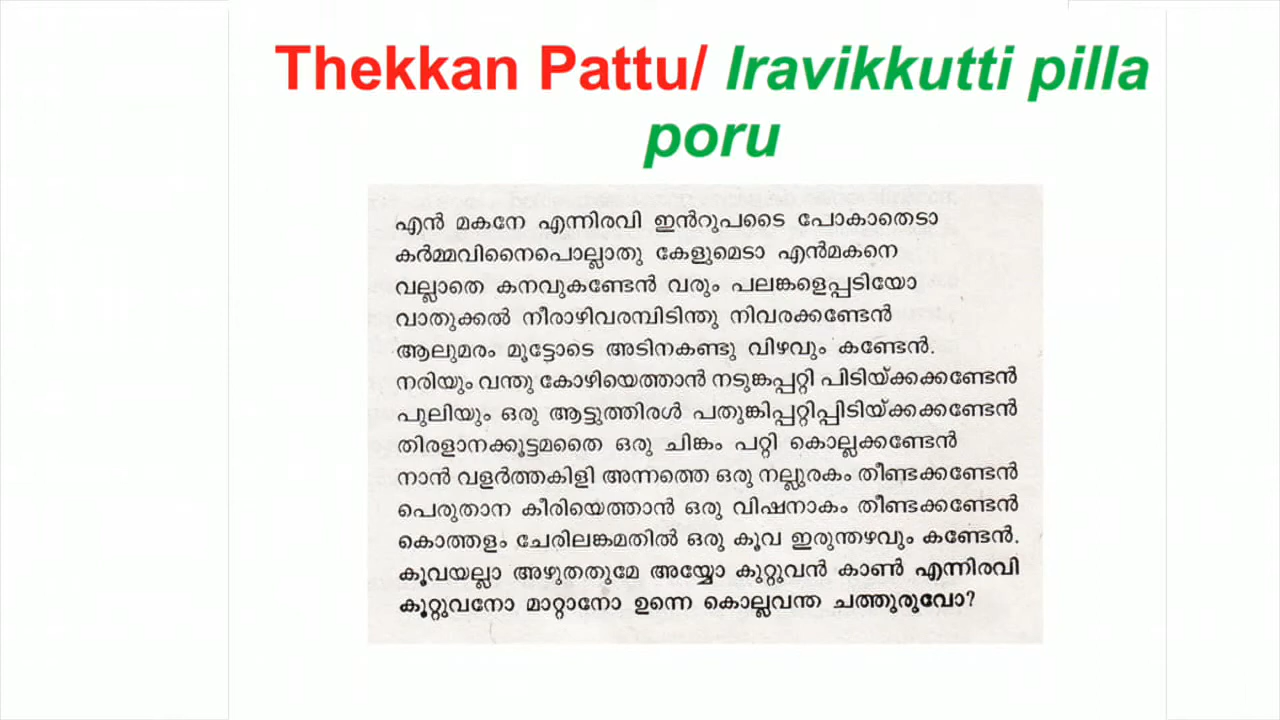 Thekkan Pattu/ Iravikkutti pilla
poru
എൻ മകനേ എന്നിരവി ഇൻറുപടൈ പോകാതെടാ
കർമ്മവിനൈപൊല്ലാതു കേളുമെടാ എൻമകനെ
വല്ലാതെ കനവുകണ്ടേൻ വരും പലങ്കളെപ്പടിയോ
വാതുക്കൽ നീരാഴിവരമ്പിടിന്തു നിവരക്കണ്ടേൻ
ആലുമരം മൂട്ടോടെ അടിനകണ്ടു വിഴവും കണ്ടേൻ.
നരിയും വന്തു കോഴിയെത്താൻ നടുങ്കപ്പറ്റി പിടിയ്ക്കക്കണ്ടേൻ
പുലിയും ഒരു ആട്ടുത്തിരൾ പതുങ്കിപ്പറ്റിപ്പിടിയ്ക്കക്കണ്ടേൻ
തിരളാനക്കൂട്ടമതൈ ഒരു ചിങ്കം പറ്റി കൊല്ലക്കണ്ടേൻ
നാൻ വളർത്തകിളി അന്നത്തെ ഒരു നല്ലുരകം തീണ്ടക്കണ്ടേൻ
പെരുതാന കീരിയെത്താൻ ഒരു വിഷനാകം തീണ്ടക്കണ്ടേൻ
കൊത്തളം ചേരിലങ്കമതിൽ ഒരു കൂവ ഇരുന്തഴവും കണ്ടേൻ.
കൂവയല്ലാ അഴുതതുമേ അയ്യോ കുറ്റുവൻ കാൺ എന്നിരവി
കൂറ്റുവനോ മാറ്റാനോ ഉന്നെ കൊല്ലവന്ത ചത്തുരുവോ?